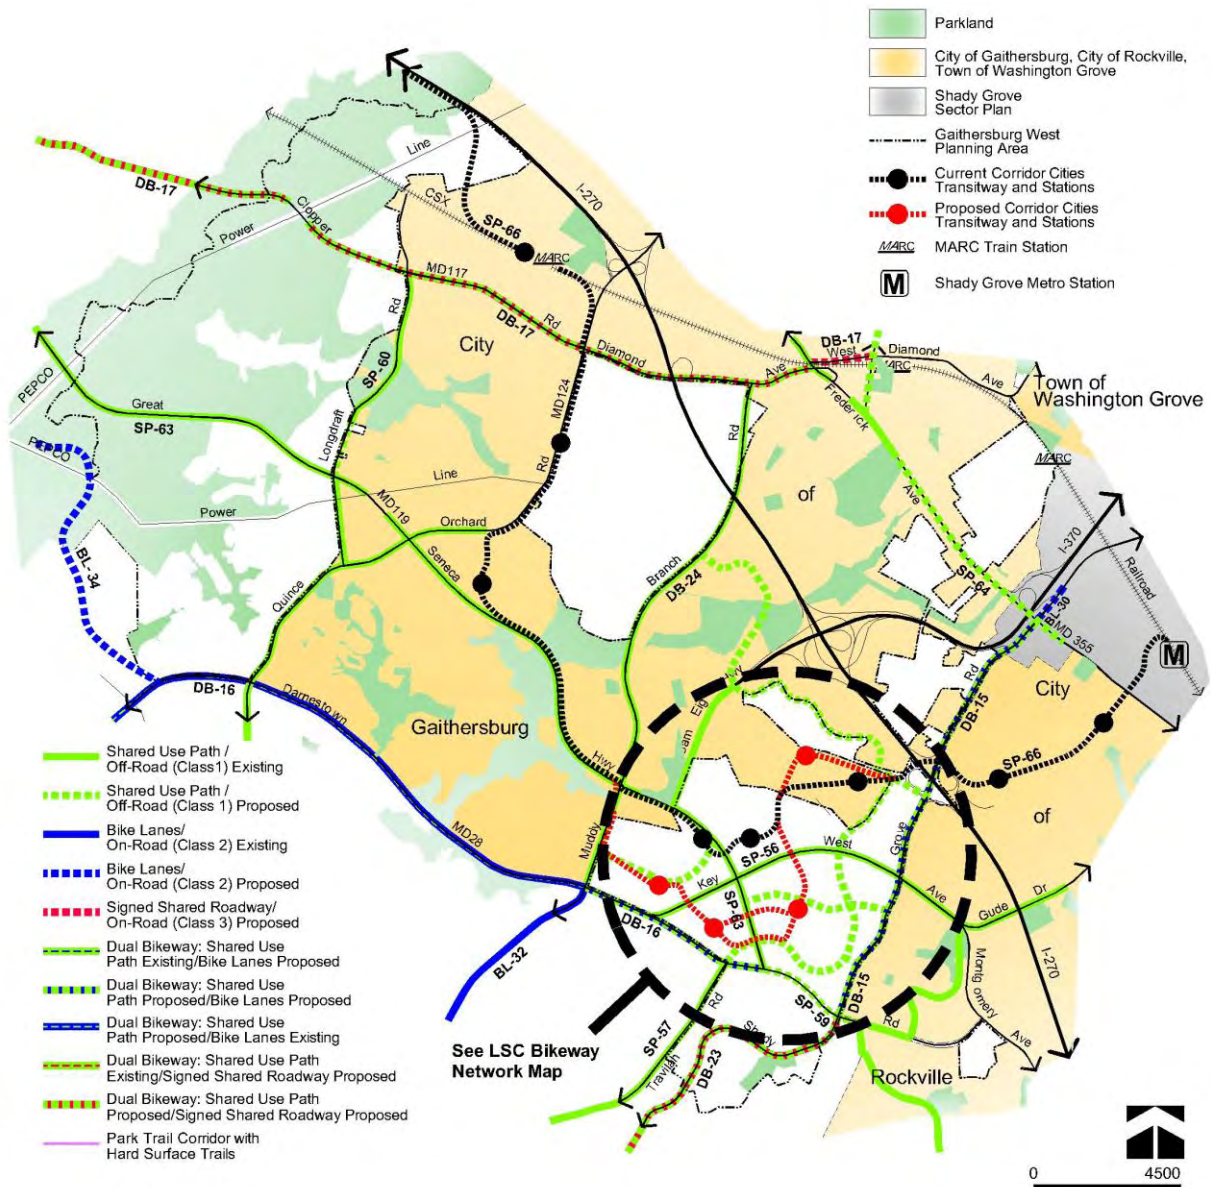 Parkland
City of Gaithersburg, City of Rockville,
Town of Washington Grove
Shady Grove
Sector Plan
Gaithersburg West
Planning Area
Current Corridor Cities
Transitway and Stations
Proposed Corridor Cities
Transitway and Stations
MARC
MARC Train Station
M
Shady Grove Metro Station
Line
I-270
DB-17
CSX
Clopper
SP-66
Power
MARC
MD117
Rd
DB-17
Rd
City
Diamond
DB-17
West
Diamond
Ave
MARC
Ave
Town of
Washington Grove
PEPCO
SP-60
Great
SP-63
MD124
Frederick
PEPCO
Longdraft
Rd
MARC
Line
Rd
of
Ave
Power
MD119
Orchard
I-370
BL-34
Seneca
Branch
DB-24
SP-64
Railroad
Quince
BL-30
MD 355
M
Rd
City
DB-16
Darnestown
DB-15
Gaithersburg
Hwy
SP-66
of
MD28
Muddy
West
Grove
SP-56
Key
Ave
Gude
Dr
DB-16
SP-63
BL-32
I-270
Montgomery
DB-15
SP-59
Rd
Ave
Rd
SP-57
Shady
See LSC Bikeway
Network Map
Travilah
DB-23
Rockville
Shared Use Path /
Off-Road (Class1) Existing
Shared Use Path /
Off-Road (Class 1) Proposed
Bike Lanes/
On-Road (Class 2) Existing
Bike Lanes/
On-Road (Class 2) Proposed
Signed Shared Roadway/
On-Road (Class 3) Proposed
Dual Bikeway: Shared Use
Path Existing/Bike Lanes Proposed
Dual Bikeway: Shared Use
Path Proposed/Bike Lanes Proposed
Dual Bikeway: Shared Use
Path Proposed/Bike Lanes Existing
Dual Bikeway: Shared Use Path
Existing/Signed Shared Roadway Proposed
Dual Bikeway: Shared Use Path
Proposed/Signed Shared Roadway Proposed
Park Trail Corridor with
Hard Surface Trails
0 4500